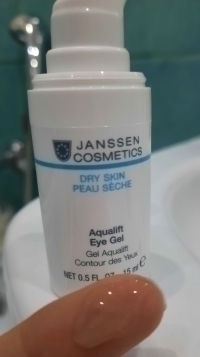 JANSSEN
COSMETICS
DRY SKIN
PEAU SÈCHE
Aqualift
Eye Gel
Gel Aqualift
Contour des Yeux
NET 0.5 FL. OZ. - 15 ml ℮